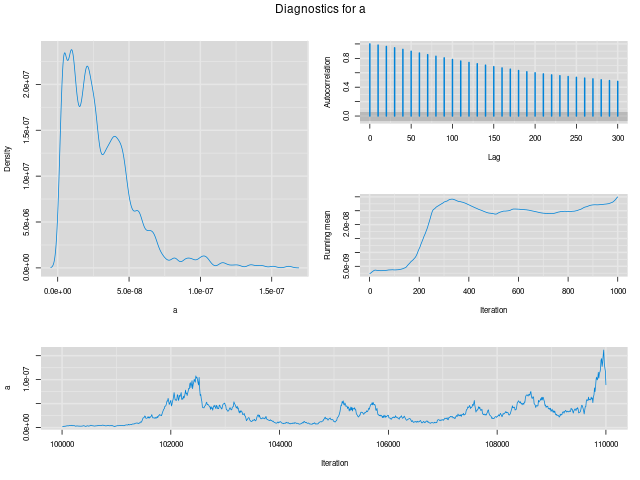 Diagnostics for a
Density
0.0e+00 5.0e+06 1.0e+07 1.5e+07 2.0e+07
0.0e+00 5.0e-08 1.0e-07 1.5e-07
a
Autocorrelation
0.0 0.4 0.8
0 50 100 150 200 250 300
Lag
Running mean
5.0e-09 2.0e-08
0 200 400 600 800 1000
Iteration
a
0.0e+00 1.0e-07
100000 102000 104000 106000 108000 110000
Iteration